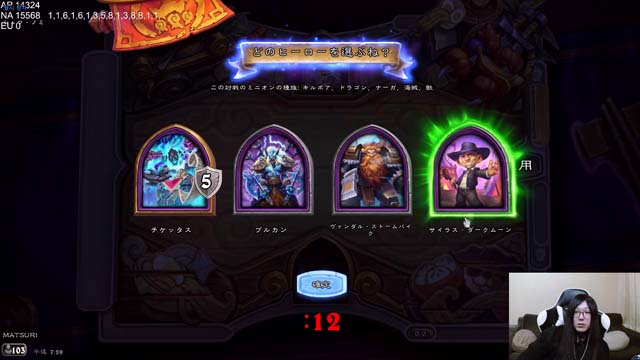 AP 14324
NA 15568 1,1,6,1,6,1,3,5,8,1,3,8,8,1,1,
EU 0
どのヒーローを選ぶね？
この対戦のミニオンの種族: キルボア、ドラゴン、ナーガ、海賊、獣
5
用
チケッタス
ブルカン
ヴァンダル・ストームパイク
サイラス・ダークムーン
確定
:12
MATSURI
103
午後 7:59